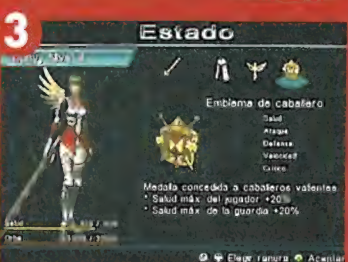 3
Estado
Emblema de caballero
Salud
Ataque
Defensa
Velocidad
Medalla concedida a caballeros valientes.
* Salud máx del jugador +20%
* Salud máx de la guardia +20%
Salud
Elegir ranura Aceptar